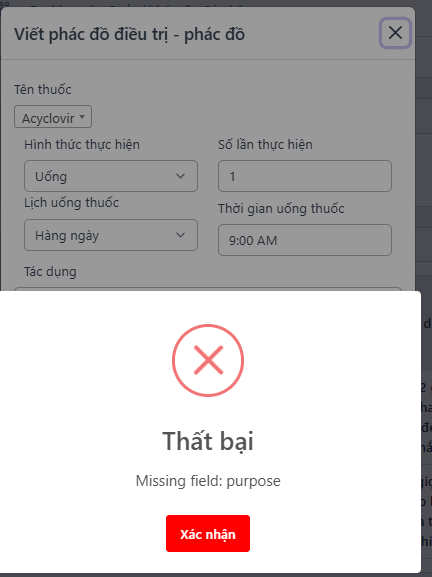 Viết phác đồ điều trị - phác đồ
Tên thuốc
Acyclovir
Hình thức thực hiện
Số lần thực hiện
Uống
1
Lịch uống thuốc
Thời gian uống thuốc
Hàng ngày
9:00 AM
Tác dụng
Thất bại
Missing field: purpose
Xác nhận